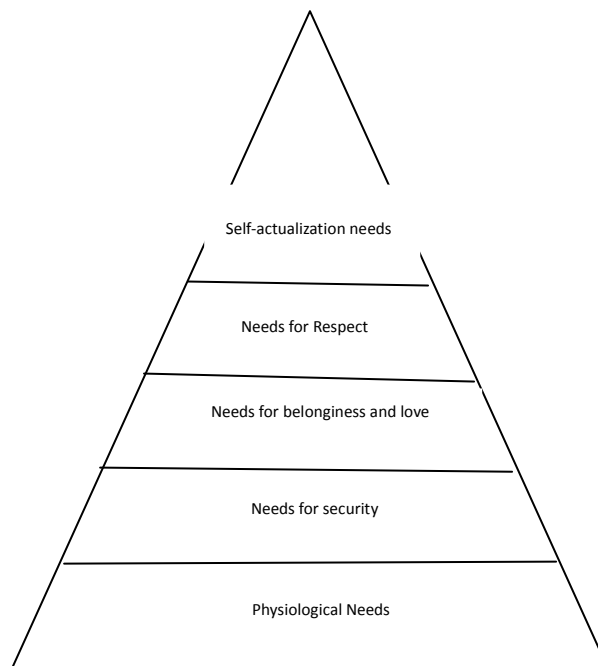 Self-actualization needs
Needs for Respect
Needs for belonginess and love
Needs for security
Physiological Needs